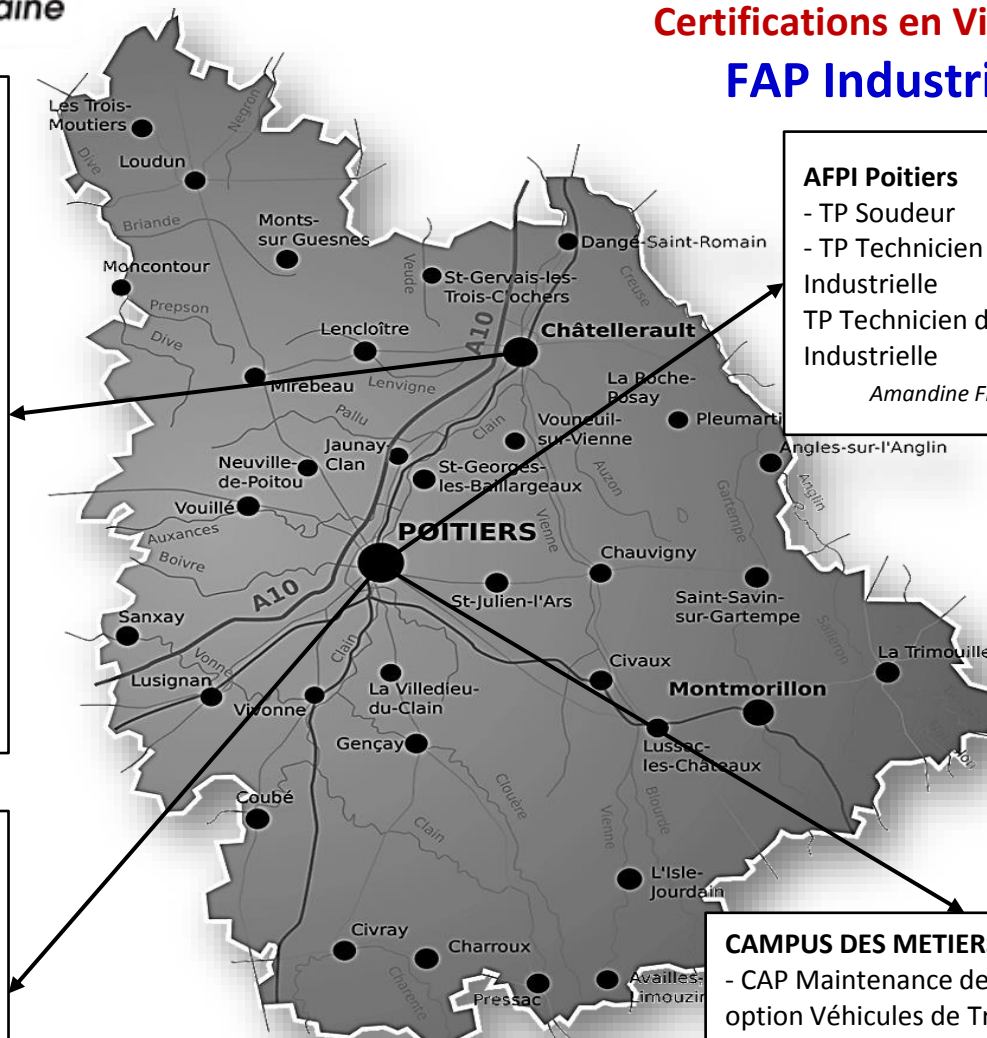 aine
Certifications en Vi
FAP Industri
AFPI Poitiers
- TP Soudeur
- TP Technicien
Industrielle
TP Technicien d
Industrielle
Amandine F
Les Trois-
Moutiers
Loudun
Negron
Dive
Briande
Monts-
sur Guesnes
Moncontour
Prepson
Dive
Veude
Dangé-Saint-Romain
St-Gervais-les-
Trois-Clochers
Creuse
Lencloître
A10
Châtellerault
Mirebeau
Lenvigne
La Roche-
Posay
Pleumarti
Pallu
Clain
Vouneuil-
sur-Vienne
Jaunay-
Clan
Neuville-
de-Poitou
St-Georges-
les-Baillargeaux
Auzon
Angles-sur-l'Anglin
Anglin
Gartempe
Vouillé
Auxances
Boivre
POITIERS
Vienne
Chauvigny
A10
St-Julien-l'Ars
Saint-Savin-
sur-Gartempe
Sanxay
Vonne
Clain
Salleron
La Trimouille
Lusignan
Vivonne
La Villedieu-
du-Clain
Civaux
Montmorillon
Gençay
Lussac-
les-Châteaux
Couhé
Clouère
Clain
Vienne
Blourde
L'Isle-
Jourdain
Civray
Charroux
Charente
Pressac
Availles-
Limouzin
CAMPUS DES METIER
- CAP Maintenance de
option Véhicules de Tr